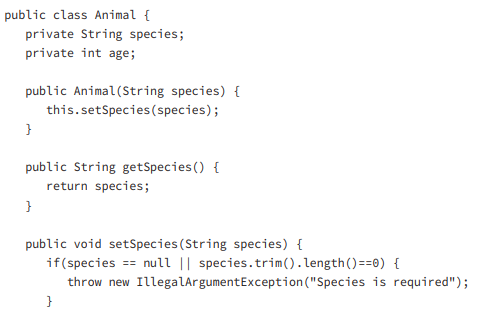 public class Animal {
private String species;
private int age;
public Animal(String species) {
this.setSpecies(species);
}
public String getSpecies() {
return species;
}
public void setSpecies(String species) {
if(species == null || species.trim().length()==0) {
throw new IllegalArgumentException("Species is required");
}